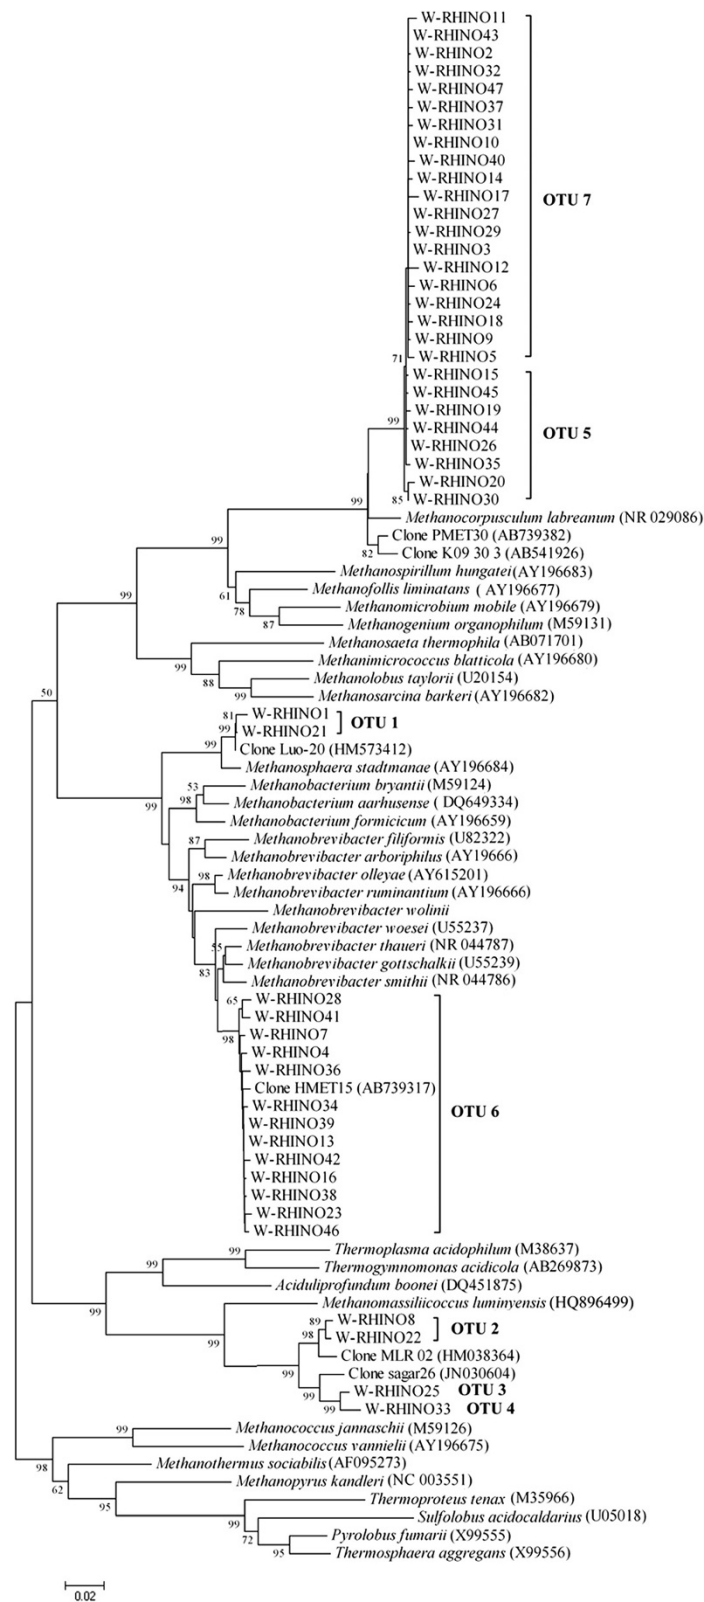 W-RHINO11
W-RHINO43
W-RHINO2
W-RHINO32
W-RHINO47
W-RHINO37
W-RHINO31
W-RHINO10
W-RHINO40
W-RHINO14
W-RHINO17
OTU 7
W-RHINO27
W-RHINO29
W-RHINO3
W-RHINO12
W-RHINO6
W-RHINO24
W-RHINO18
W-RHINO9
71
W-RHINO5
W-RHINO15
W-RHINO45
W-RHINO19
99
W-RHINO44
OTU 5
W-RHINO26
W-RHINO35
W-RHINO20
99
85
W-RHINO30
Methanocorpusculum labreanum (NR 029086)
Clone PMET30 (AB739382)
99
82
Clone K09 30 3 (AB541926)
Methanospirillum hungatei (AY196683)
61
Methanofollis liminatans ( AY196677)
99
78
Methanomicrobium mobile (AY196679)
87
Methanogenium organophilum (M59131)
Methanosaeta thermophila (AB071701)
99
Methanimicrococcus blatticola (AY196680)
88
Methanolobus taylorii (U20154)
99
Methanosarcina barkeri (AY196682)
50
81
W-RHINO1
OTU 1
99
W-RHINO21
99
Clone Luo-20 (HM573412)
Methanosphaera stadtmanae (AY196684)
53
Methanobacterium bryantii (M59124)
99
98
Methanobacterium aarhusense ( DQ649334)
Methanobacterium formicicum (AY196659)
87
Methanobrevibacter filiformis (U82322)
Methanobrevibacter arboriphilus (AY19666)
94
98
Methanobrevibacter olleyae (AY615201)
Methanobrevibacter ruminantium (AY196666)
Methanobrevibacter wolinii
Methanobrevibacter woesei (U55237)
55
Methanobrevibacter thaueri (NR 044787)
83
Methanobrevibacter gottschalkii (U55239)
Methanobrevibacter smithii (NR 044786)
65
W-RHINO28
W-RHINO41
98
W-RHINO7
W-RHINO4
W-RHINO36
Clone HMET15 (AB739317)
W-RHINO34
OTU 6
W-RHINO39
W-RHINO13
W-RHINO42
W-RHINO16
W-RHINO38
W-RHINO23
W-RHINO46
99
Thermoplasma acidophilum (M38637)
99
Thermogymnomonas acidicola (AB269873)
Aciduliprofundum boonei (DQ451875)
99
Methanomassiliicoccus luminyensis (HQ896499)
89
W-RHINO8
OTU 2
98
W-RHINO22
99
Clone MLR 02 (HM038364)
99
Clone sagar26 (JN030604)
99
W-RHINO25 OTU 3
99
W-RHINO33 OTU 4
99
Methanococcus jannaschii (M59126)
Methanococcus vannielii (AY196675)
98
Methanothermus sociabilis (AF095273)
62
Methanopyrus kandleri (NC 003551)
95
Thermoproteus tenax (M35966)
99
Sulfolobus acidocaldarius (U05018)
72
Pyrolobus fumarii (X99555)
95
Thermosphaera aggregans (X99556)
0.02